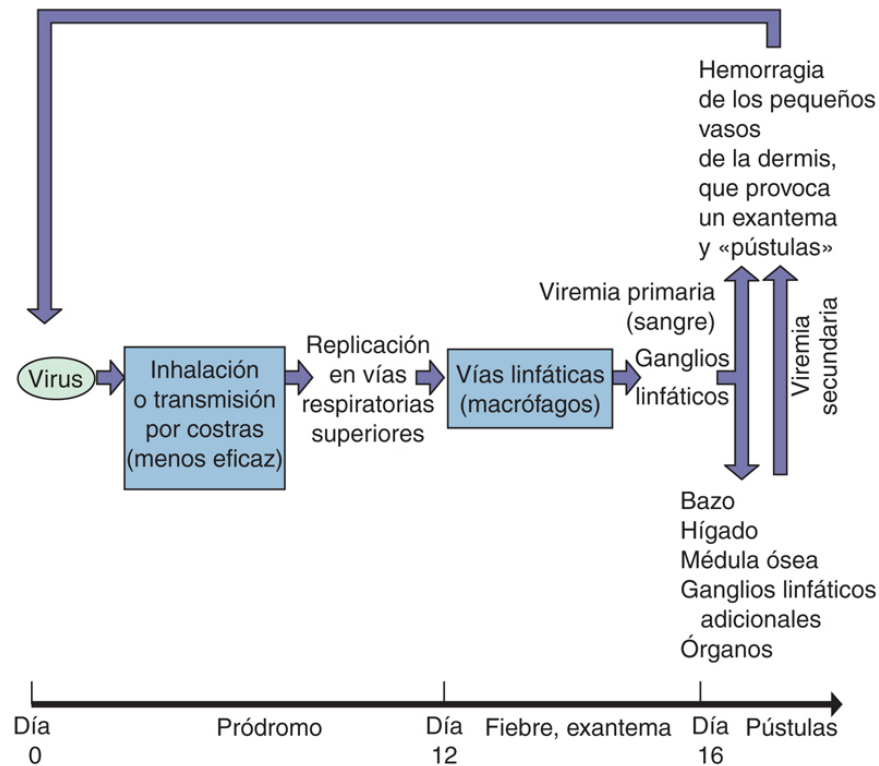 Hemorragia
de los pequeños
vasos
de la dermis,
que provoca
un exantema
y «pústulas»
Virus
Inhalación
o transmisión
por costras
(menos eficaz)
Replicación
en vías
respiratorias
superiores
Vías linfáticas
(macrófagos)
Viremia primaria
(sangre)
Ganglios
linfáticos
Viremia
secundaria
Bazo
Hígado
Médula ósea
Ganglios linfáticos
adicionales
Órganos
Día
0
Pródromo
Día
12
Fiebre, exantema
Día
16
Pústulas